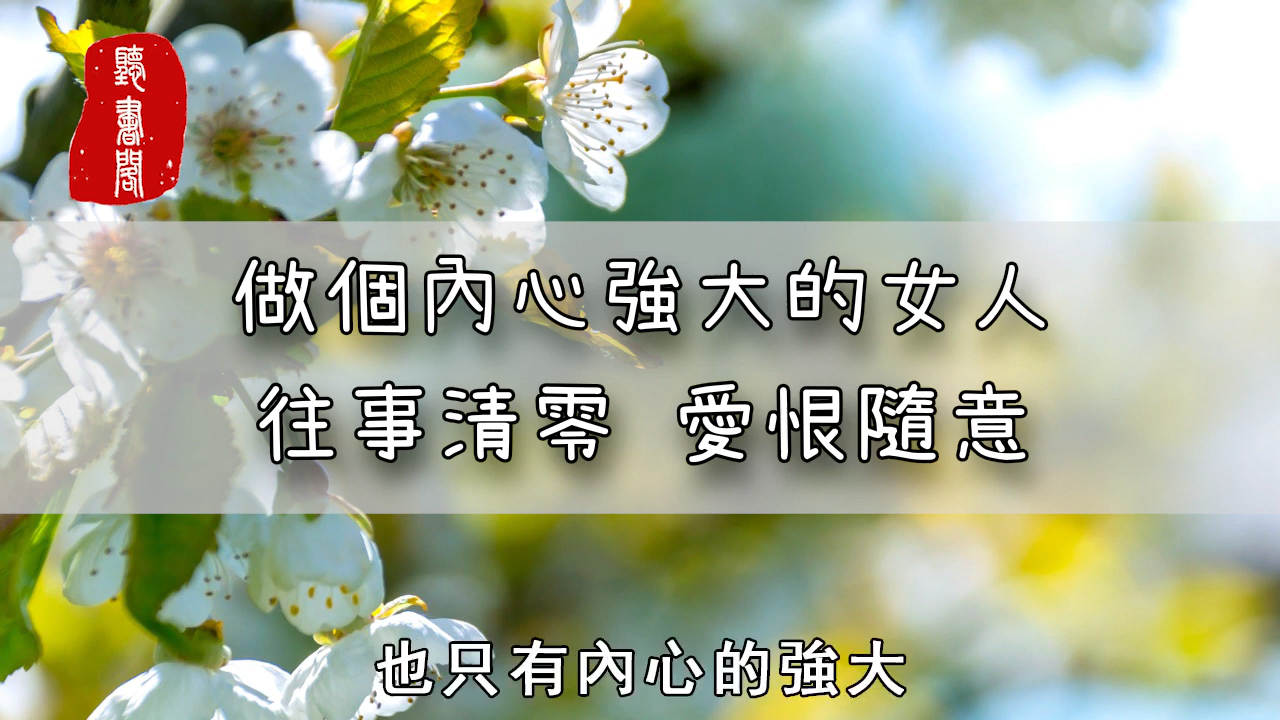 聽書閣
做個內心強大的女人
往事清零 愛恨隨意
也只有內心的強大